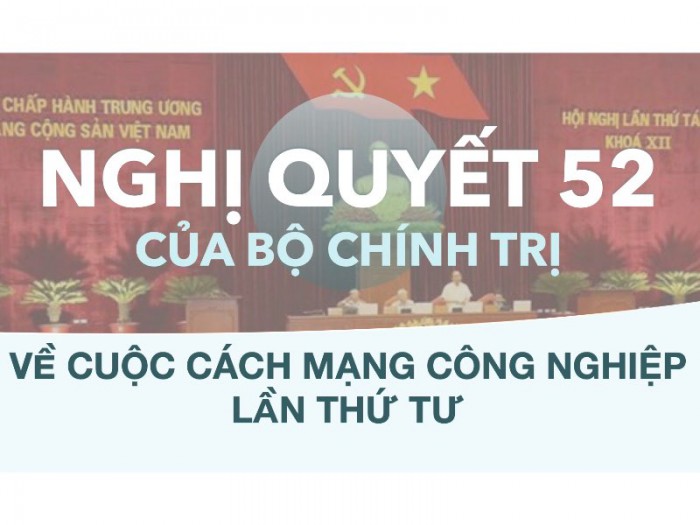 CHẤP HÀNH TRUNG ƯƠNG
NG CỘNG SẢN VIỆT NAM
HỘI NGHỊ LẦN THỨ TÁ
KHOÁ XII
NGHỊ QUYẾT 52
CỦA BỘ CHÍNH TRỊ
VỀ CUỘC CÁCH MẠNG CÔNG NGHIỆP
LẦN THỨ TƯ